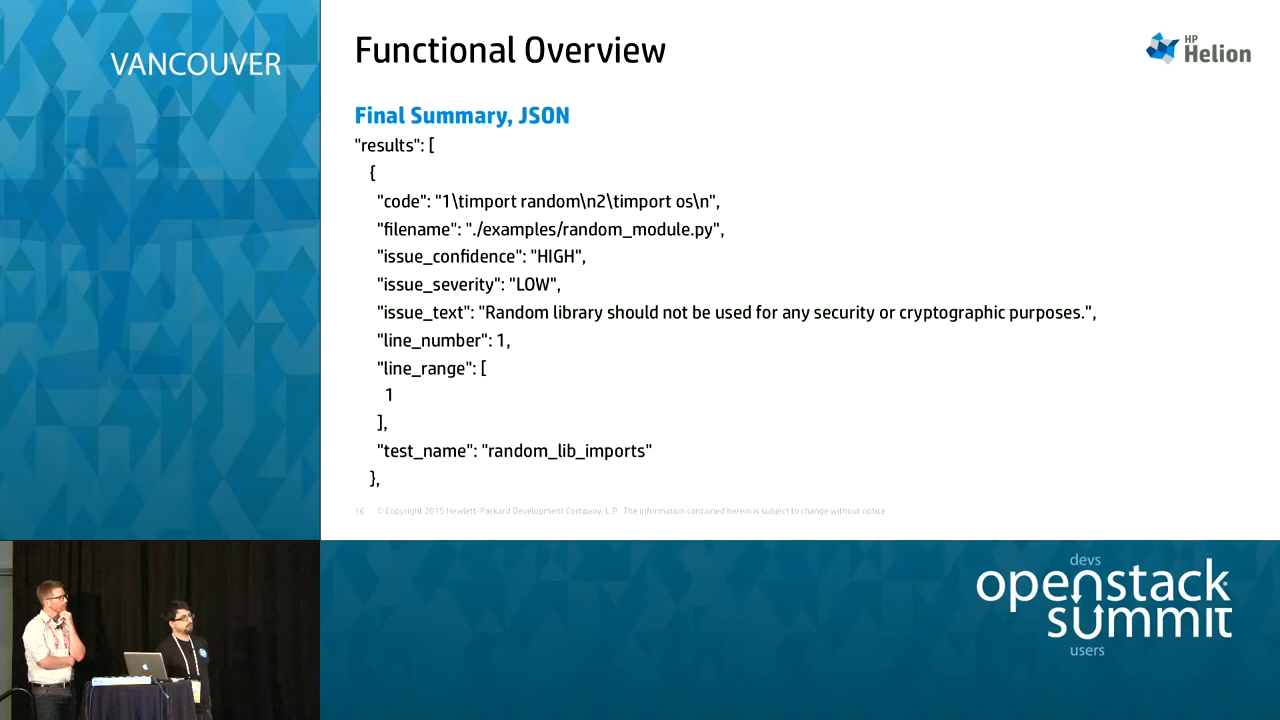 VANCOUVER
Functional Overview
HP
Helion
Final Summary, JSON
"results": [
{
"code": "1\timport random\n2\timport os\n",
"filename": "./examples/random_module.py",
"issue_confidence": "HIGH",
"issue_severity": "LOW",
"issue_text": "Random library should not be used for any security or cryptographic purposes.",
"line_number": 1,
"line_range": [
1
],
"test_name": "random_lib_imports"
},
16 © Copyright 2015 Hewlett-Packard Development Company, L.P. The information contained herein is subject to change without notice.
devs
openstack
summit
users